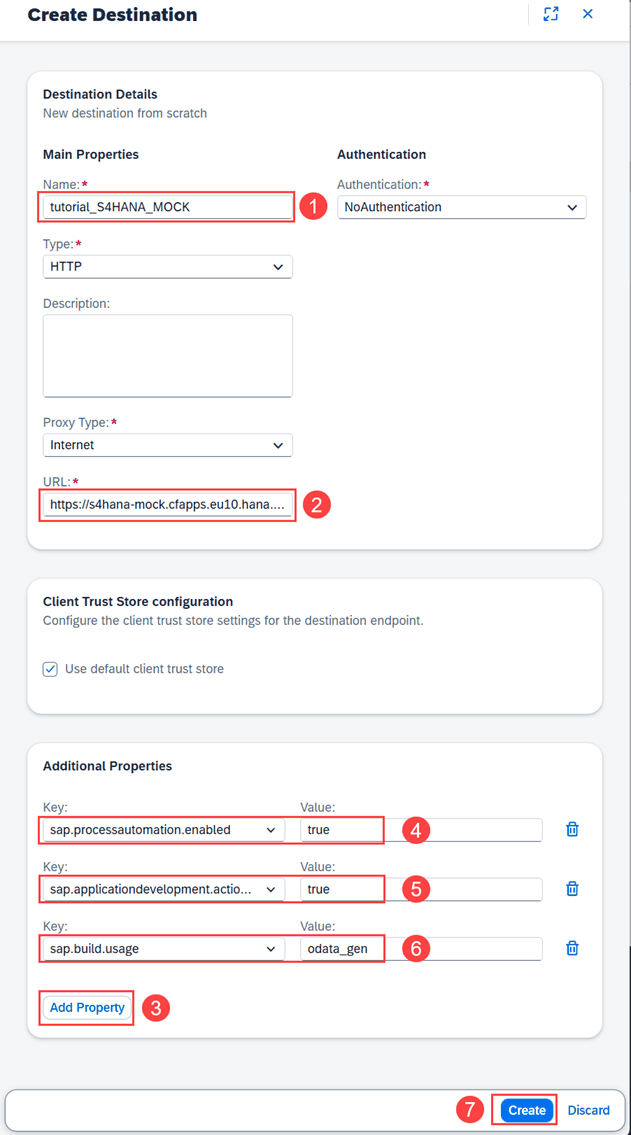 Create Destination
Destination Details
New destination from scratch
Main Properties
Authentication
Name:*
tutorial_S4HANA_MOCK
1
Authentication:*
NoAuthentication
Type:*
HTTP
Description:
Proxy Type:*
Internet
URL:*
https://s4hana-mock.cfapps.eu10.hana....
2
Client Trust Store configuration
Configure the client trust store settings for the destination endpoint.
Use default client trust store
Additional Properties
Key:
Value:
sap.processautomation.enabled
true
4
Key:
Value:
sap.applicationdevelopment.actio...
true
5
Key:
Value:
sap.build.usage
odata_gen
6
Add Property
3
7
Create
Discard